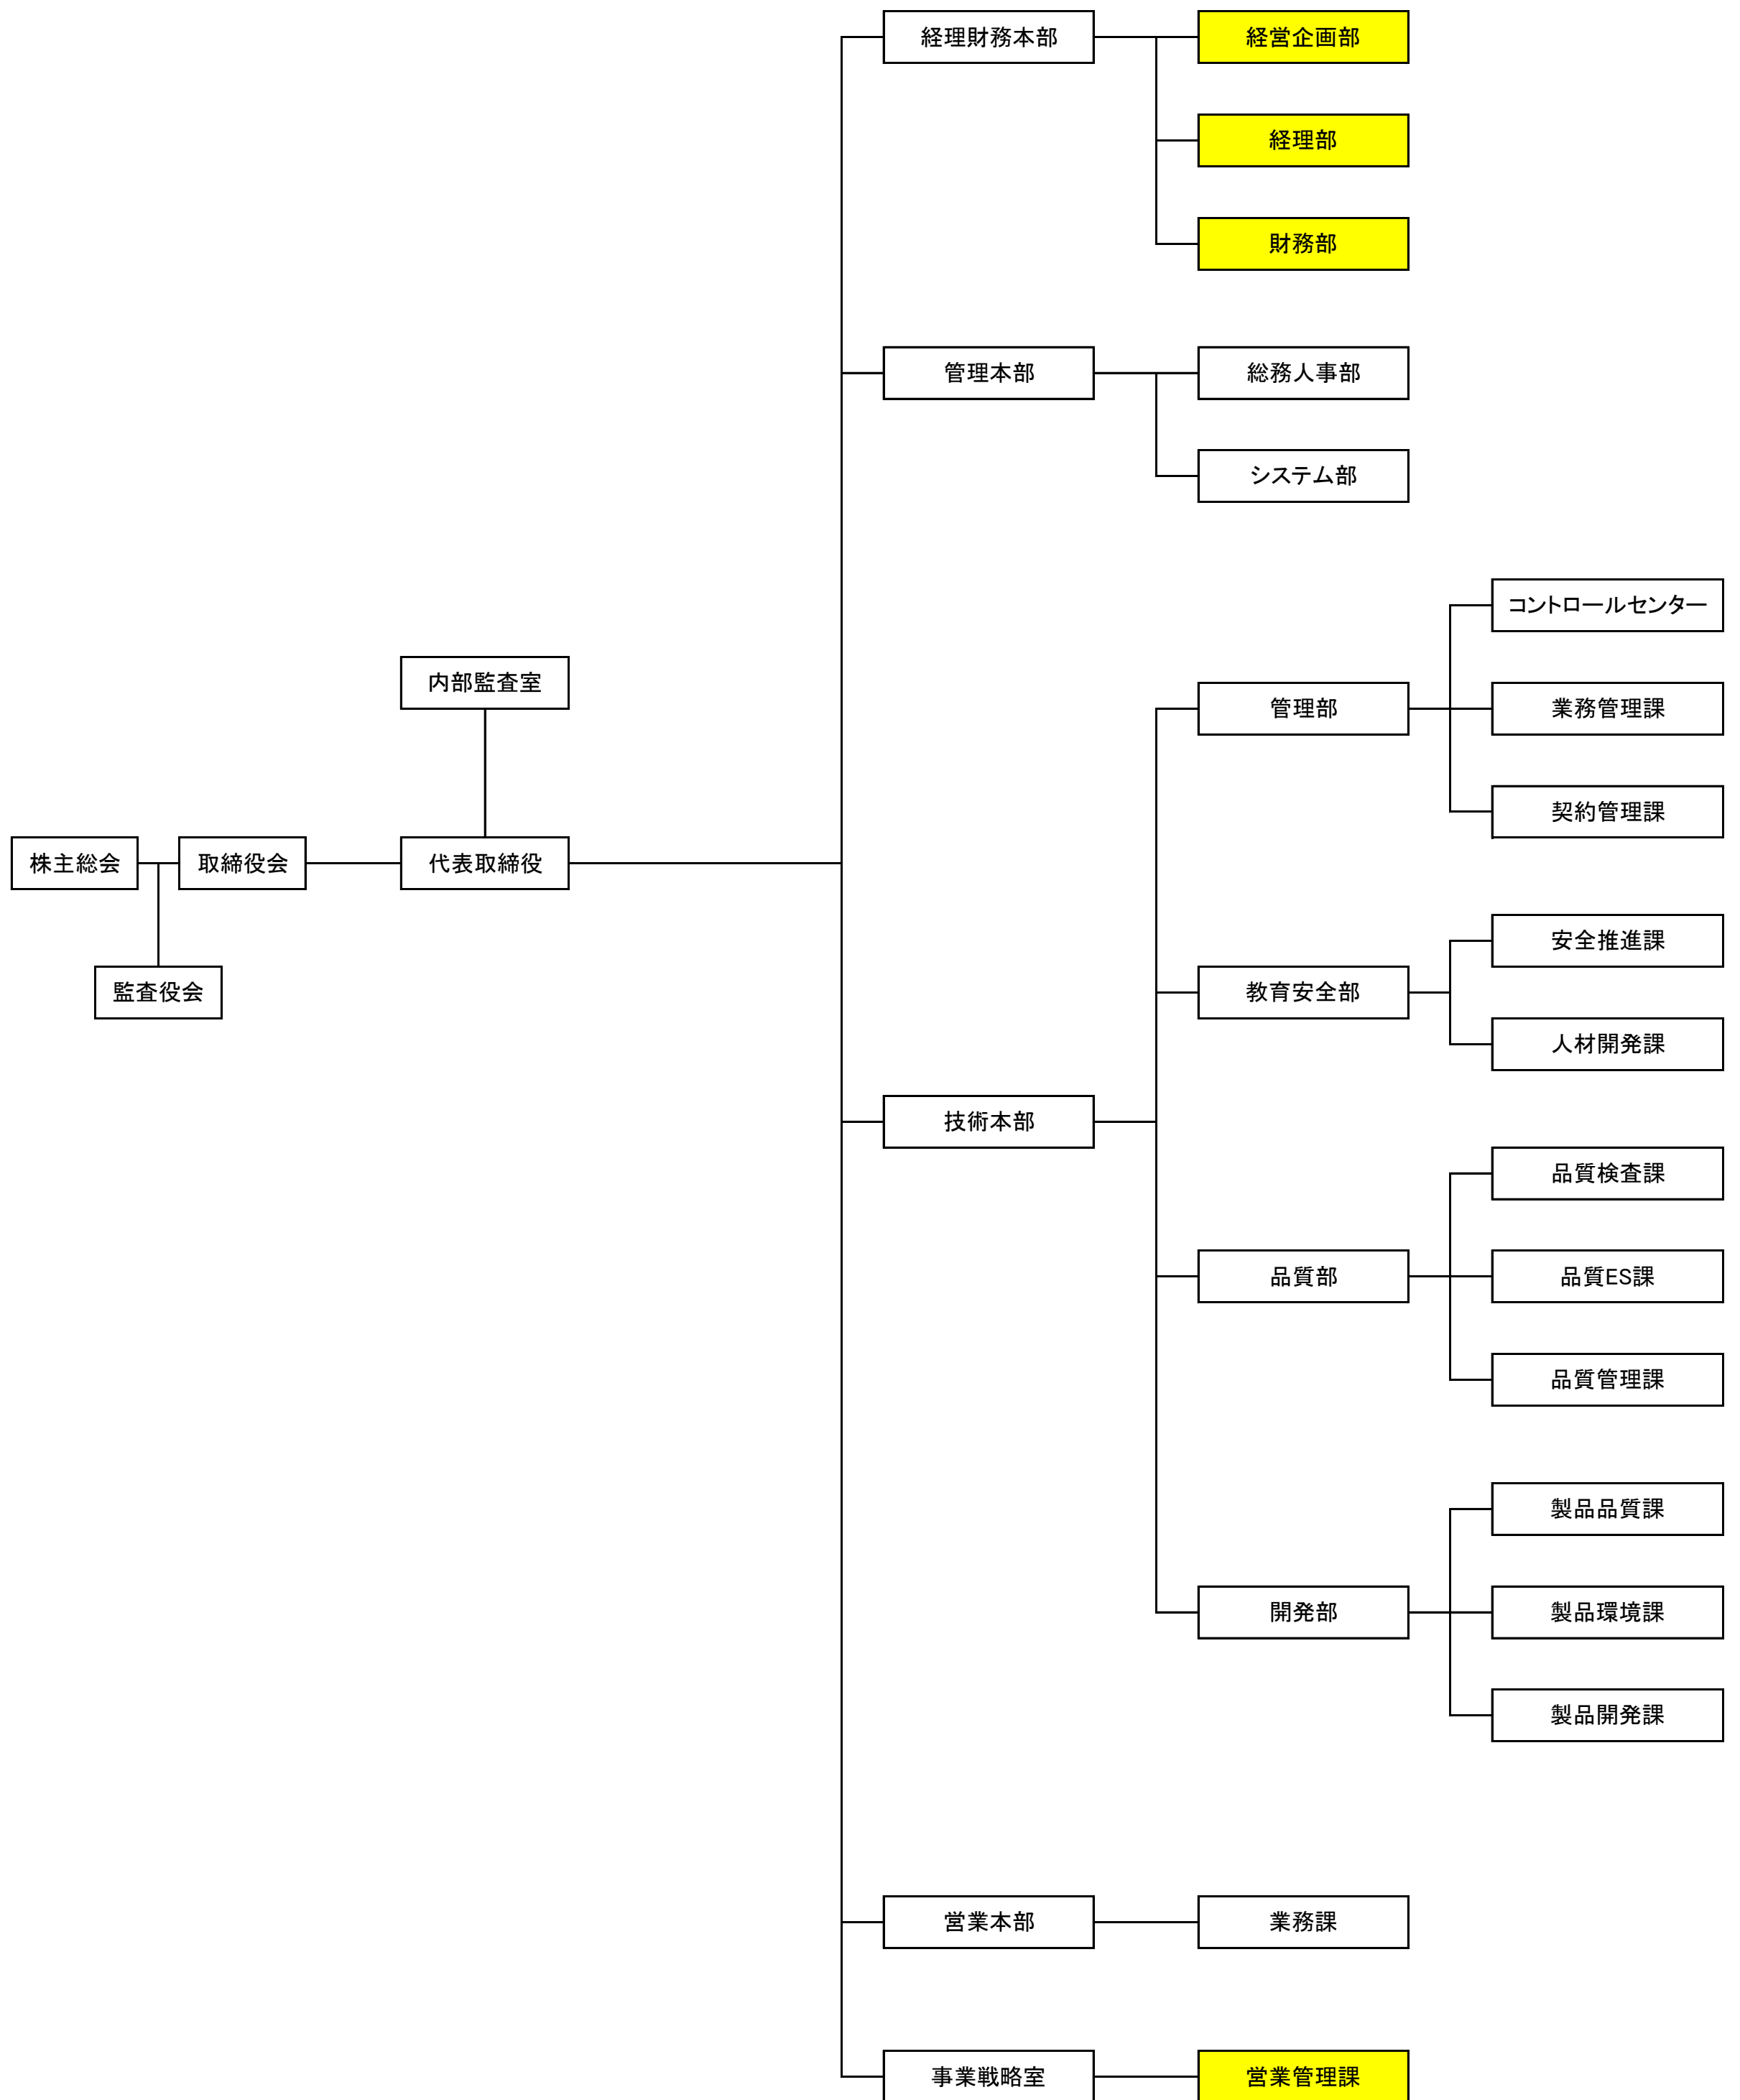 経理財務本部
経営企画部
経理部
財務部
管理本部
総務人事部
システム部
コントロールセンター
内部監査室
管理部
業務管理課
契約管理課
株主総会
取締役会
代表取締役
監査役会
安全推進課
教育安全部
人材開発課
技術本部
品質検査課
品質部
品質ES課
品質管理課
製品品質課
開発部
製品環境課
製品開発課
営業本部
業務課
事業戦略室
営業管理課